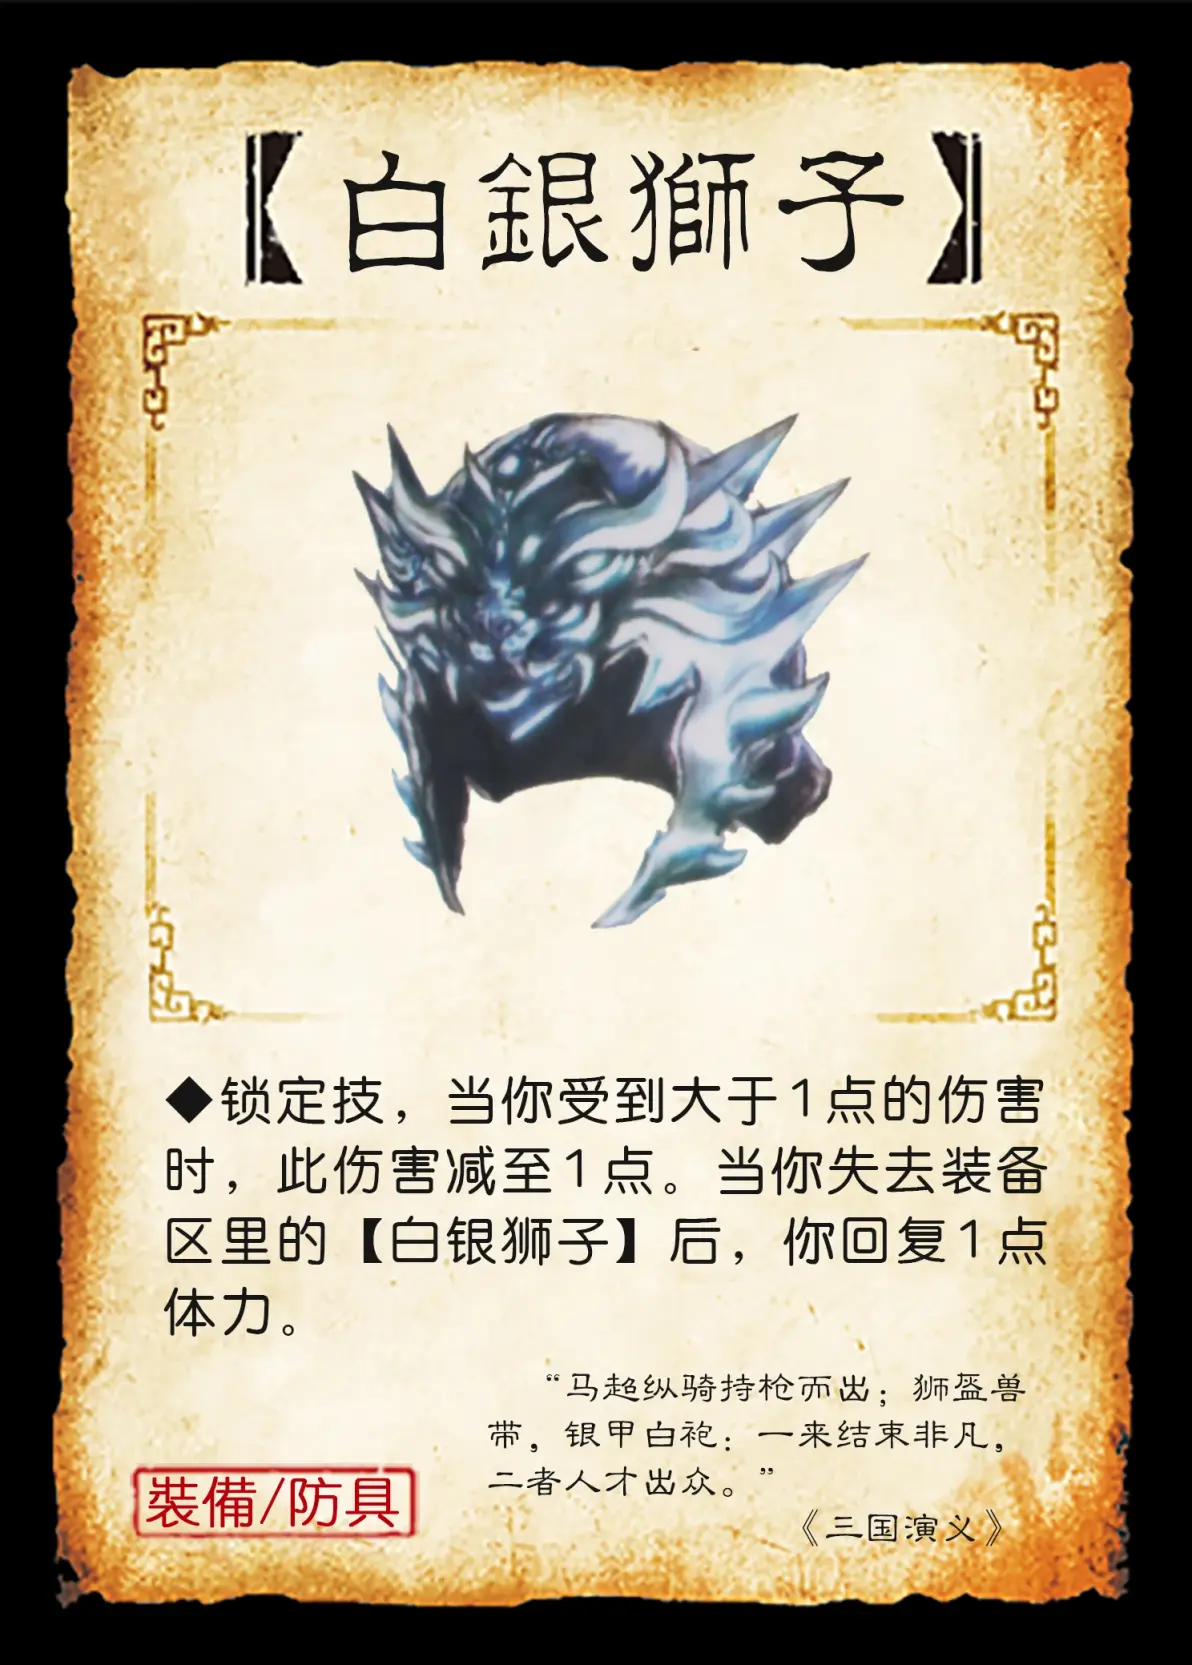 【白銀獅子】
◆锁定技，当你受到大于1点的伤害
时，此伤害减至1点。当你失去装备
区里的【白银狮子】后，你回复1点
体力。
“马超纵骑持枪而出；狮盔兽
带，银甲白袍：一来结束非凡，
二者人才出众。”
《三国演义》
裝備/防具